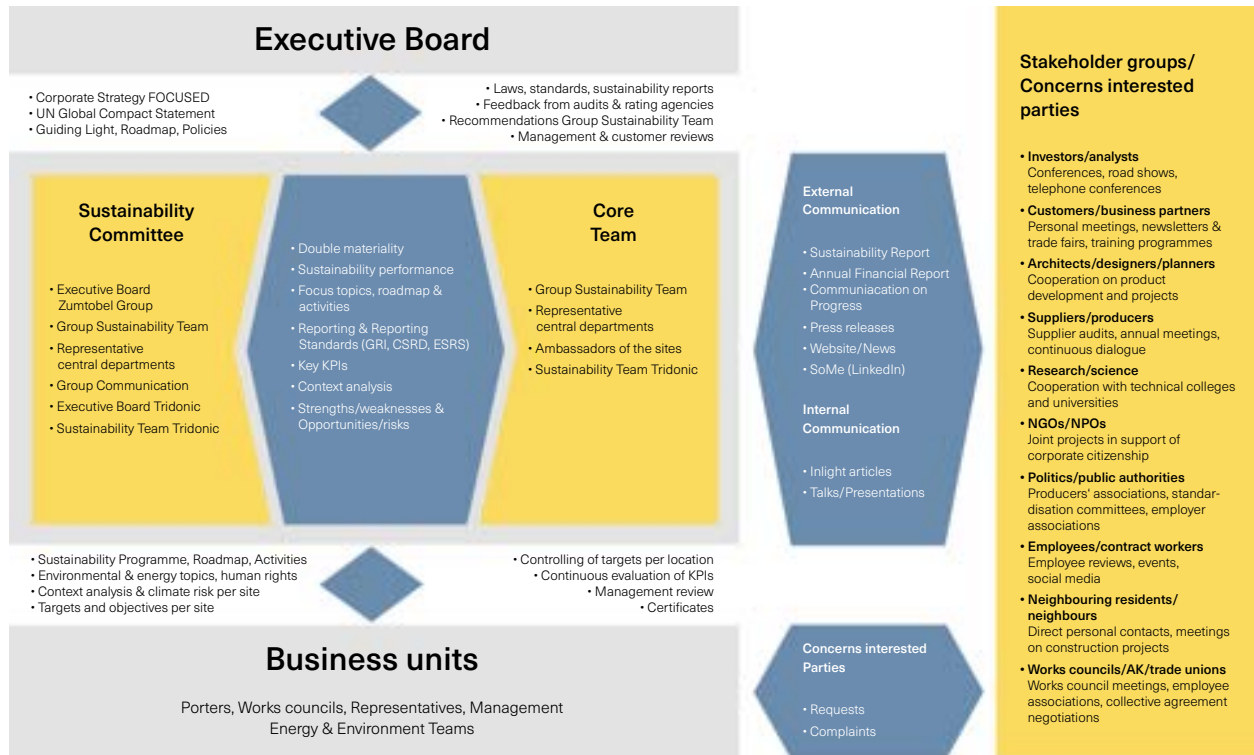 Executive Board
• Corporate Strategy FOCUSED
• UN Global Compact Statement
• Guiding Light, Roadmap, Policies
• Laws, standards, sustainability reports
• Feedback from audits & rating agencies
• Recommendations Group Sustainability Team
• Management & customer reviews
Sustainability
Committee
• Executive Board
Zumtobel Group
• Group Sustainability Team
• Representative
central departments
• Group Communication
• Executive Board Tridonic
• Sustainability Team Tridonic
• Double materiality
• Sustainability performance
• Focus topics, roadmap &
activities
• Reporting & Reporting
Standards (GRI, CSRD, ESRS)
• Key KPIs
• Context analysis
• Strengths/weaknesses &
Opportunities/risks
Core
Team
• Group Sustainability Team
• Representative
central departments
• Ambassadors of the sites
• Sustainability Team Tridonic
• Sustainability Programme, Roadmap, Activities
• Environmental & energy topics, human rights
• Context analysis & climate risk per site
• Targets and objectives per site
• Controlling of targets per location
• Continuous evaluation of KPIs
• Management review
• Certificates
Business units
Porters, Works councils, Representatives, Management
Energy & Environment Teams
External
Communication
• Sustainability Report
• Annual Financial Report
• Communiacation on
Progress
• Press releases
• Website/News
• SoMe (LinkedIn)
Internal
Communication
• Inlight articles
• Talks/Presentations
Concerns interested
Parties
• Requests
• Complaints
Stakeholder groups/
Concerns interested
parties
• Investors/analysts
Conferences, road shows,
telephone conferences
• Customers/business partners
Personal meetings, newsletters &
trade fairs, training programmes
• Architects/designers/planners
Cooperation on product
development and projects
• Suppliers/producers
Supplier audits, annual meetings,
continuous dialogue
• Research/science
Cooperation with technical colleges
and universities
• NGOs/NPOs
Joint projects in support of
corporate citizenship
• Politics/public authorities
Producers' associations, standar-
disation committees, employer
associations
• Employees/contract workers
Employee reviews, events,
social media
• Neighbouring residents/
neighbours
Direct personal contacts, meetings
on construction projects
• Works councils/AK/trade unions
Works council meetings, employee
associations, collective agreement
negotiations